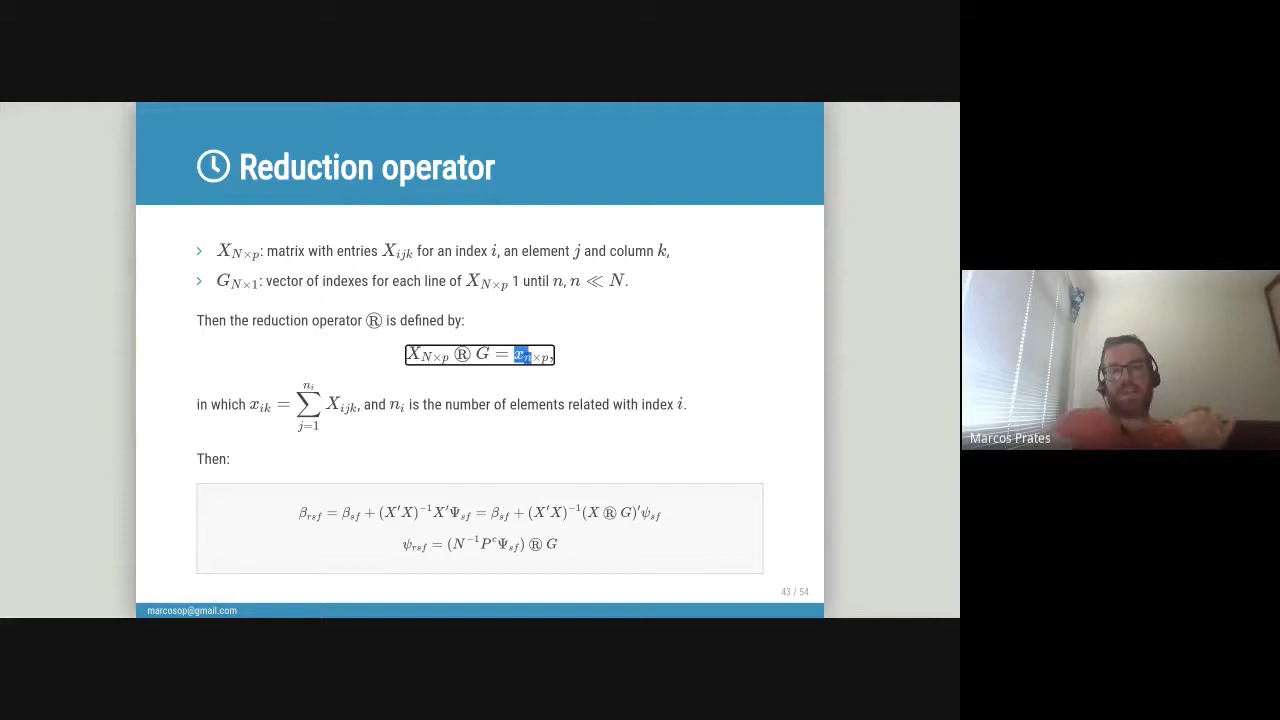 Reduction operator
X_{N×p}: matrix with entries X_{ijk} for an index i, an element j and column k,
G_{N×1}: vector of indexes for each line of X_{N×p} 1 until n, n ≪ N.
Then the reduction operator Ⓡ is defined by:
X_{N×p} Ⓡ G = x_{n×p},
in which x_{ik} = \sum_{j=1}^{n_i} X_{ijk}, and n_i is the number of elements related with index i.
Then:
β_{rsf} = β_{sf} + (X′X)^{−1}X′Ψ_{sf} = β_{sf} + (X′X)^{−1}(X Ⓡ G)′ψ_{sf}
ψ_{rsf} = (N^{−1}P^cΨ_{sf}) Ⓡ G
43 / 54
marcosop@gmail.com
Marcos Prates